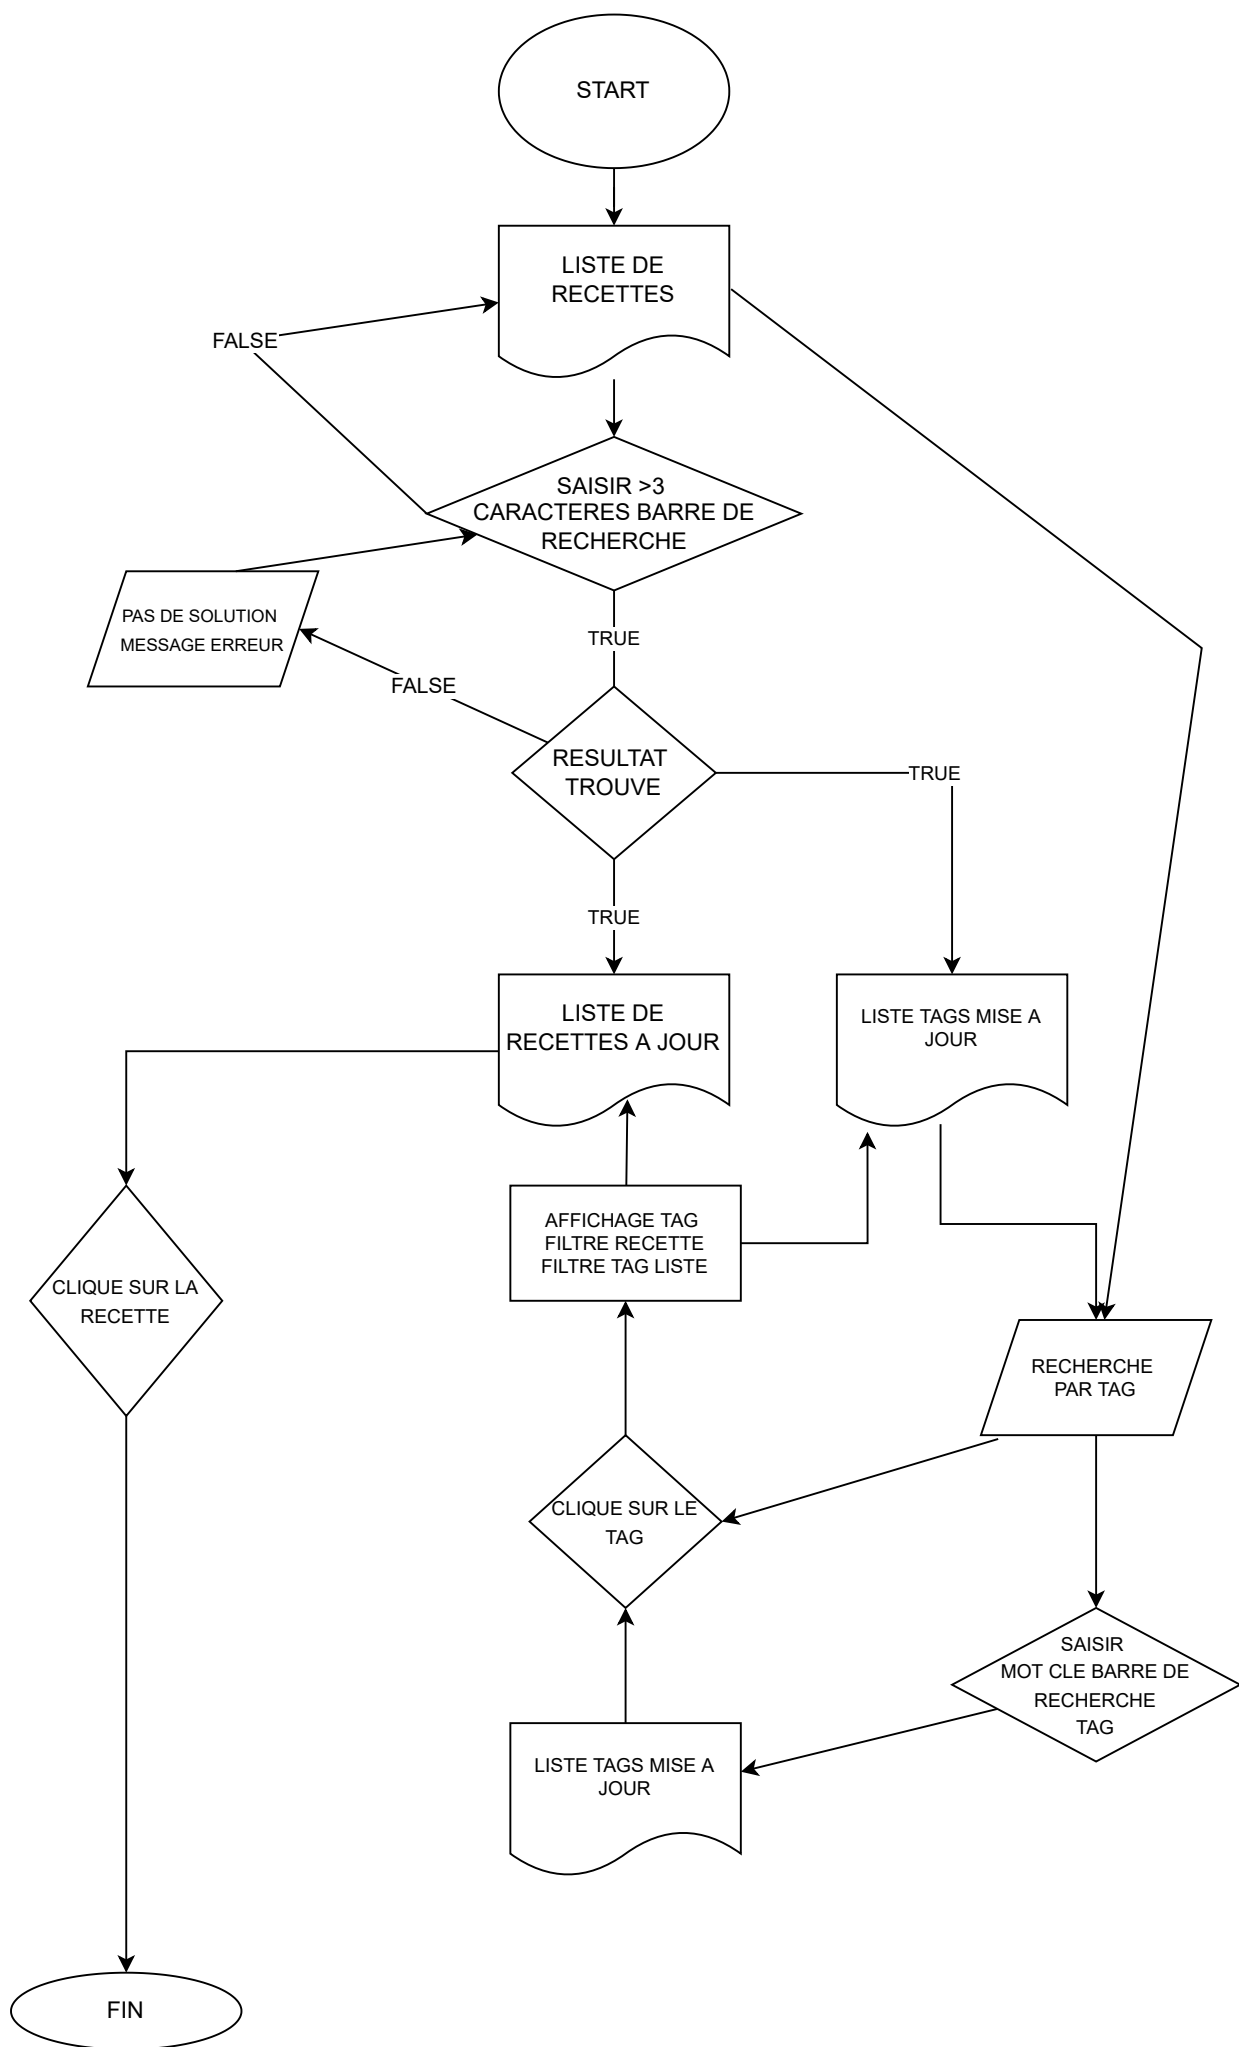 START
LISTE DE
RECETTES
FALSE
SAISIR >3
CARACTERES BARRE DE
RECHERCHE
PAS DE SOLUTION
MESSAGE ERREUR
TRUE
FALSE
RESULTAT
TROUVE
TRUE
TRUE
LISTE DE
RECETTES A JOUR
LISTE TAGS MISE A
JOUR
AFFICHAGE TAG
FILTRE RECETTE
FILTRE TAG LISTE
CLIQUE SUR LA
RECETTE
RECHERCHE
PAR TAG
CLIQUE SUR LE
TAG
SAISIR
MOT CLE BARRE DE
RECHERCHE
TAG
LISTE TAGS MISE A
JOUR
FIN